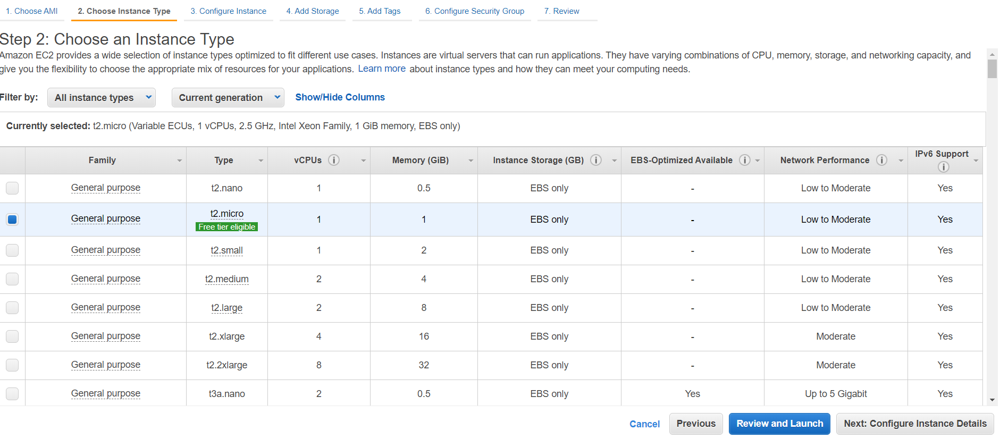 1. Choose AMI 2. Choose Instance Type 3. Configure Instance 4. Add Storage 5. Add Tags 6. Configure Security Group 7. Review
Step 2: Choose an Instance Type
Amazon EC2 provides a wide selection of instance types optimized to fit different use cases. Instances are virtual servers that can run applications. They have varying combinations of CPU, memory, storage, and networking capacity, and
give you the flexibility to choose the appropriate mix of resources for your applications. Learn more about instance types and how they can meet your computing needs.
Filter by: All instance types Current generation Show/Hide Columns
Currently selected: t2.micro (Variable ECUs, 1 vCPUs, 2.5 GHz, Intel Xeon Family, 1 GiB memory, EBS only)
Family Type vCPUs Memory (GiB) Instance Storage (GB) EBS-Optimized Available Network Performance IPv6 Support
General purpose t2.nano 1 0.5 EBS only - Low to Moderate Yes
General purpose t2.micro 1 1 EBS only - Low to Moderate Yes
Free tier eligible
General purpose t2.small 1 2 EBS only - Low to Moderate Yes
General purpose t2.medium 2 4 EBS only - Low to Moderate Yes
General purpose t2.large 2 8 EBS only - Low to Moderate Yes
General purpose t2.xlarge 4 16 EBS only - Moderate Yes
General purpose t2.2xlarge 8 32 EBS only - Moderate Yes
General purpose t3a.nano 2 0.5 EBS only Yes Up to 5 Gigabit Yes
Cancel Previous Review and Launch Next: Configure Instance Details